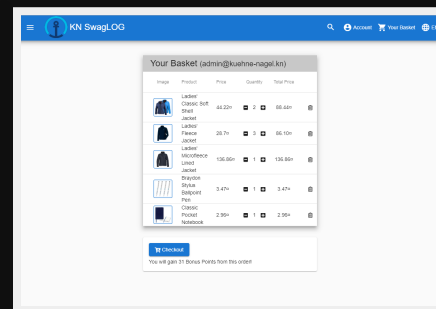 KN SwagLOG
Account
Your Basket
EN
Your Basket (admin@kuehne-nagel.kn)
Image Product Price Quantity Total Price
Ladies' Classic Soft Shell Jacket 44.22¤ 2 88.44¤
Ladies' Fleece Jacket 28.7¤ 3 86.10¤
Ladies' Microfleece Lined Jacket 136.86¤ 1 136.86¤
Braydon Stylus Ballpoint Pen 3.47¤ 1 3.47¤
Classic Pocket Notebook 2.96¤ 1 2.96¤
Checkout
You will gain 31 Bonus Points from this order!